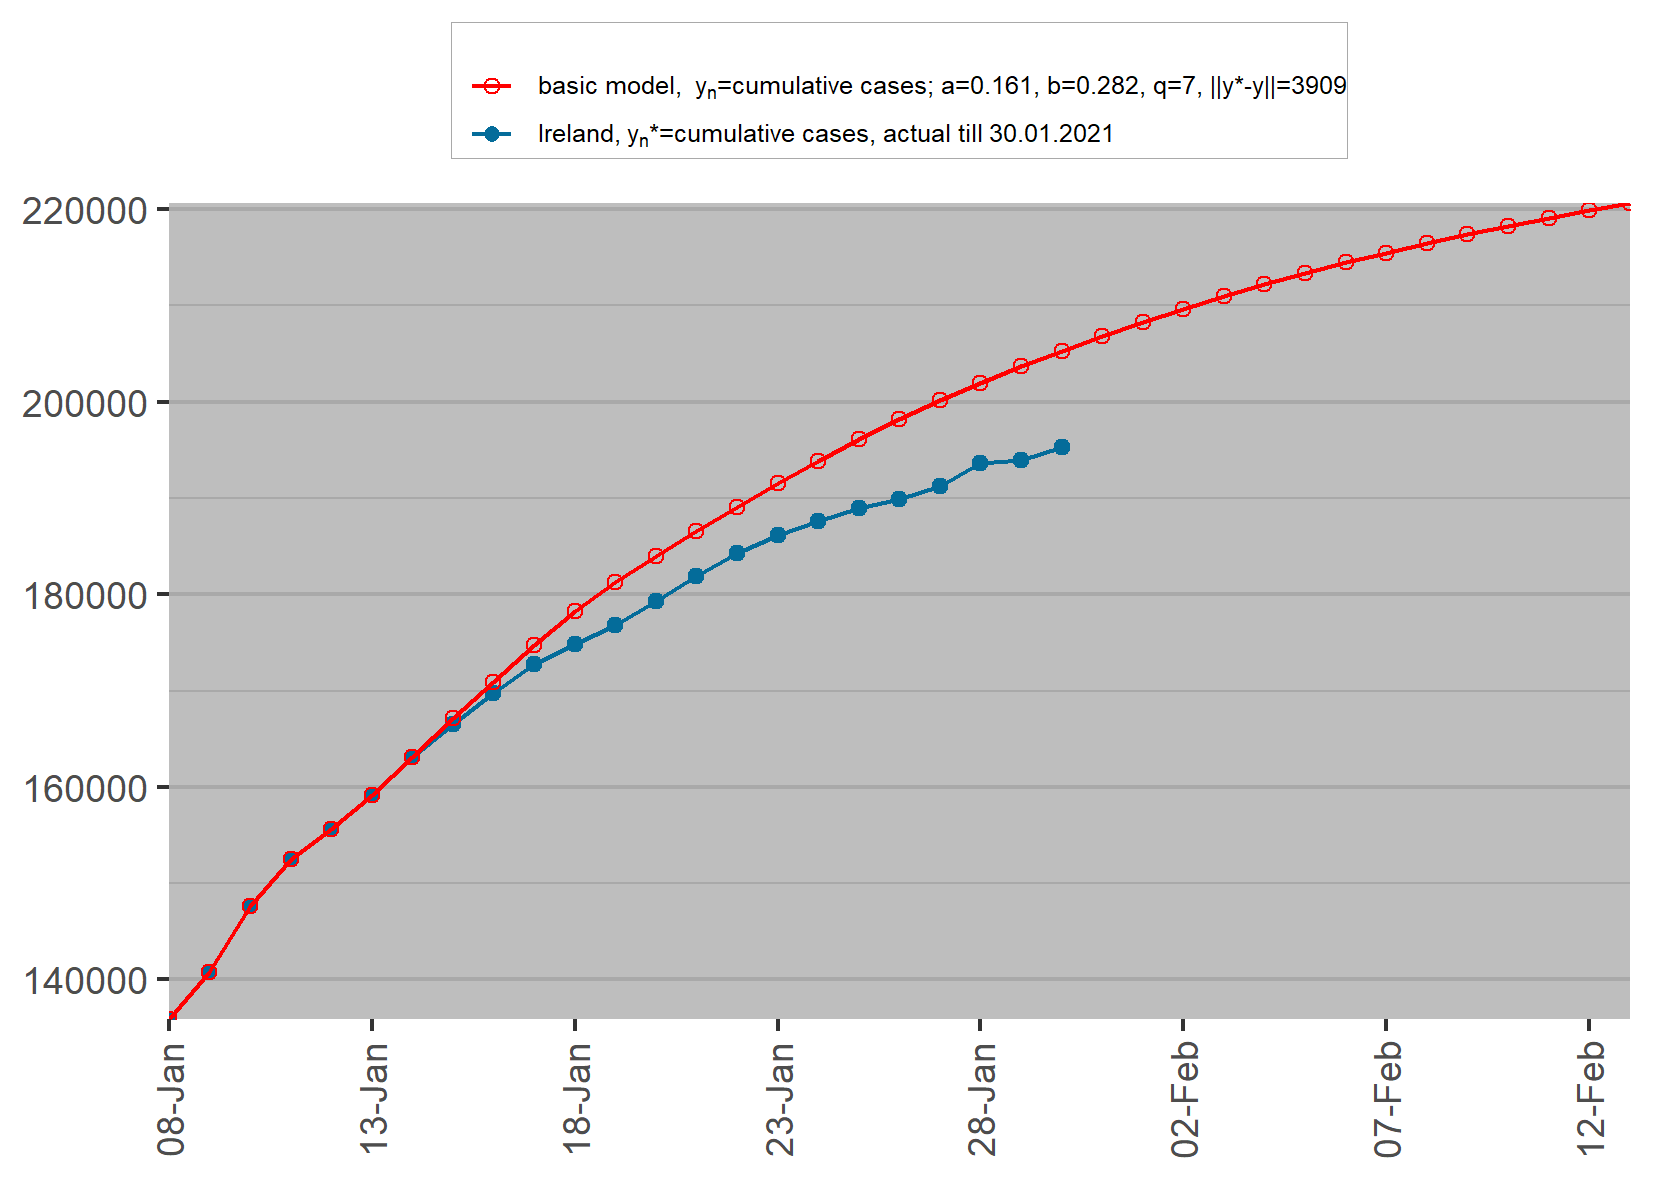 basic model,  yn=cumulative cases; a=0.161, b=0.282, q=7, ||y*-y||=3909
Ireland, yn*=cumulative cases, actual till 30.01.2021
220000
200000
180000
160000
140000
08-Jan
13-Jan
18-Jan
23-Jan
28-Jan
02-Feb
07-Feb
12-Feb